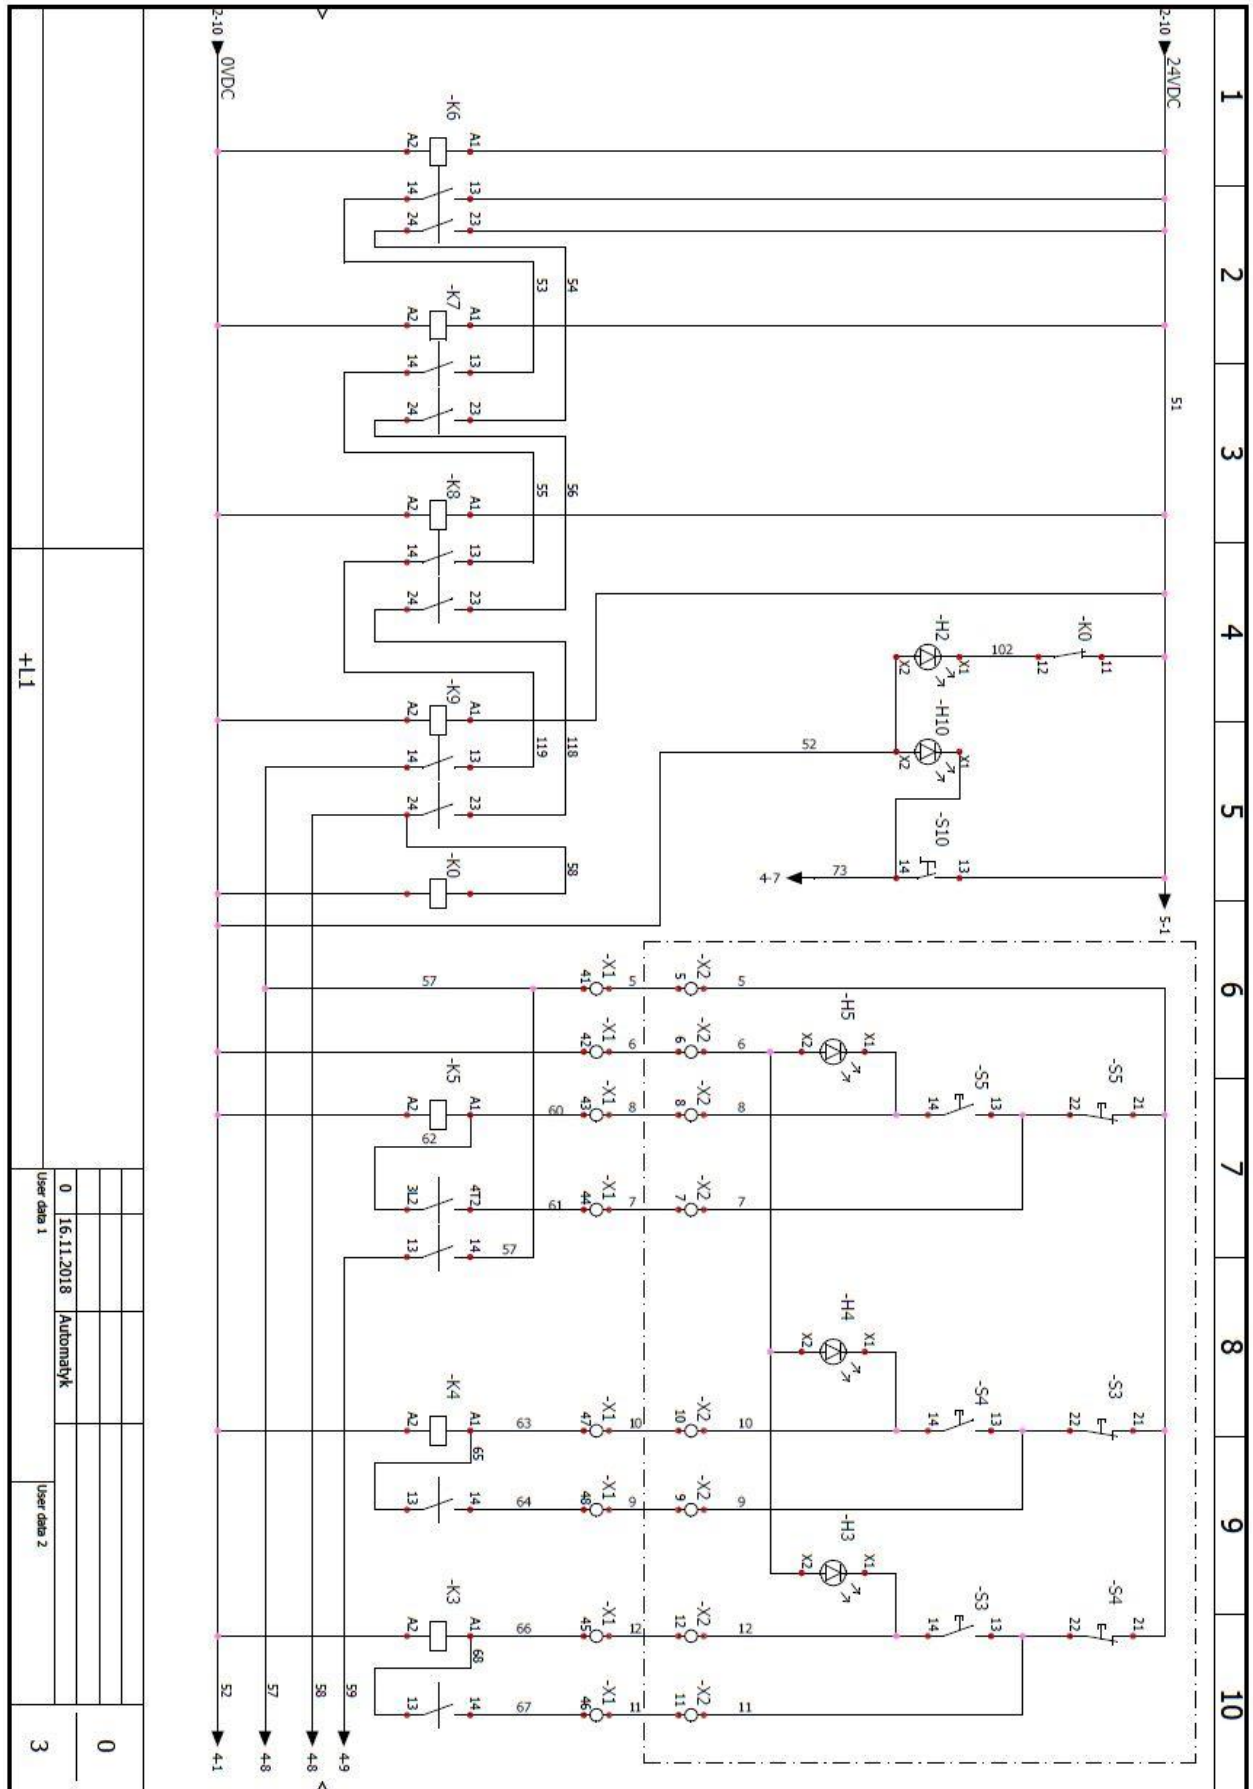 1
2
3
4
5
6
7
8
9
10
2-10
24VDC
51
5-1
-K0
11
12
102
-H2
X1
X2
-H10
X1
X2
52
-S10
13
14
73
4-7
-S5
21
22
-S3
21
22
-S4
21
22
-S5
13
14
-S4
13
14
-S3
13
14
-H5
X1
X2
-H4
X1
X2
-H3
X1
X2
5
6
8
7
10
9
12
11
-X2
5
-X2
6
-X2
8
-X2
7
-X2
10
-X2
9
-X2
12
-X2
11
5
6
8
7
10
9
12
11
-X1
41
-X1
42
-X1
43
-X1
44
-X1
47
-X1
48
-X1
45
-X1
46
54
53
56
55
118
119
58
57
60
61
62
57
63
64
65
66
67
68
-K6
A1
A2
13
14
23
24
-K7
A1
A2
13
14
23
24
-K8
A1
A2
13
14
23
24
-K9
A1
A2
13
14
23
24
-K0
-K5
A1
A2
4T2
3L2
14
13
-K4
A1
A2
14
13
-K3
A1
A2
14
13
59
4-9
58
4-8
57
4-8
2-10
0VDC
52
4-1
0
16.11.2018
Automatyk
0
+L1
User data 1
User data 2
3